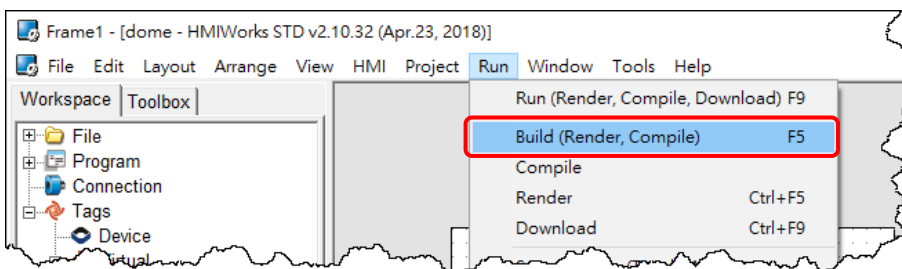 Frame1 - [dome - HMIWorks STD v2.10.32 (Apr.23, 2018)]
File Edit Layout Arrange View HMI Project Run Window Tools Help
Workspace Toolbox
Run (Render, Compile, Download) F9
File
Build (Render, Compile) F5
Program
Compile
Connection
Render Ctrl+F5
Tags
Download Ctrl+F9
Device
Virtual